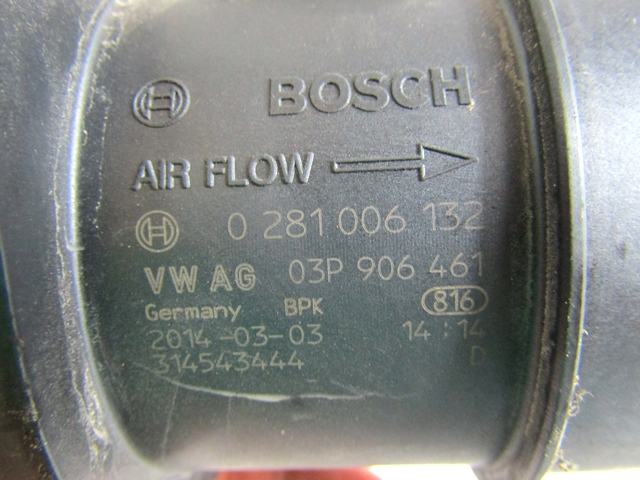 BOSCH
AIR FLOW
0 281 006 132
VW AG 03P 906 461
Germany BPK 816
2014-03-03 14:14
314543444 D